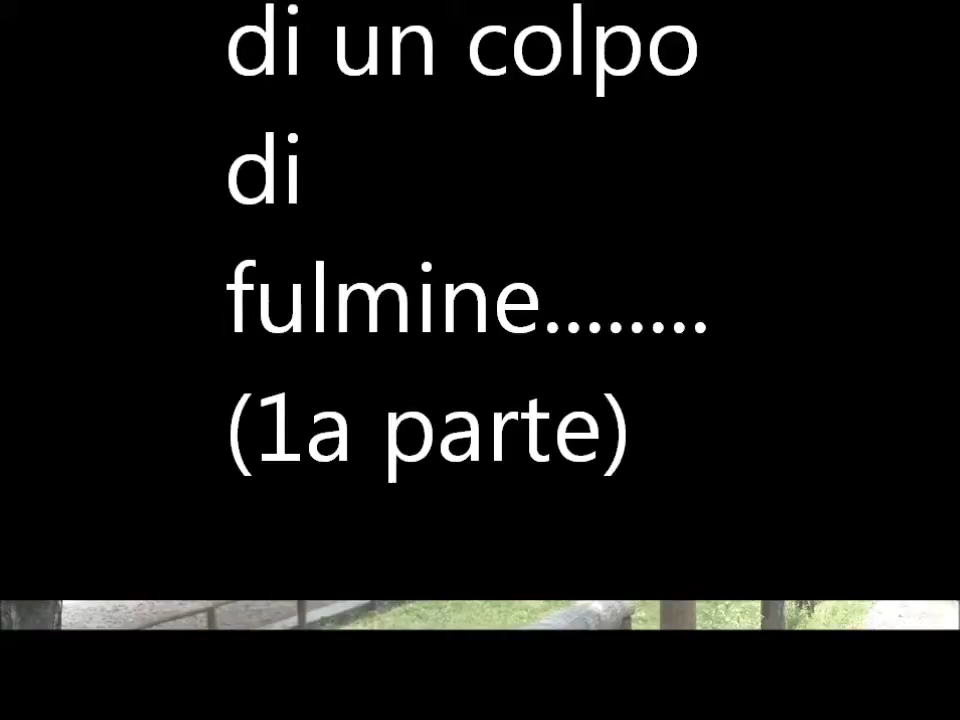 di un colpo
di
fulmine........
(1a parte)